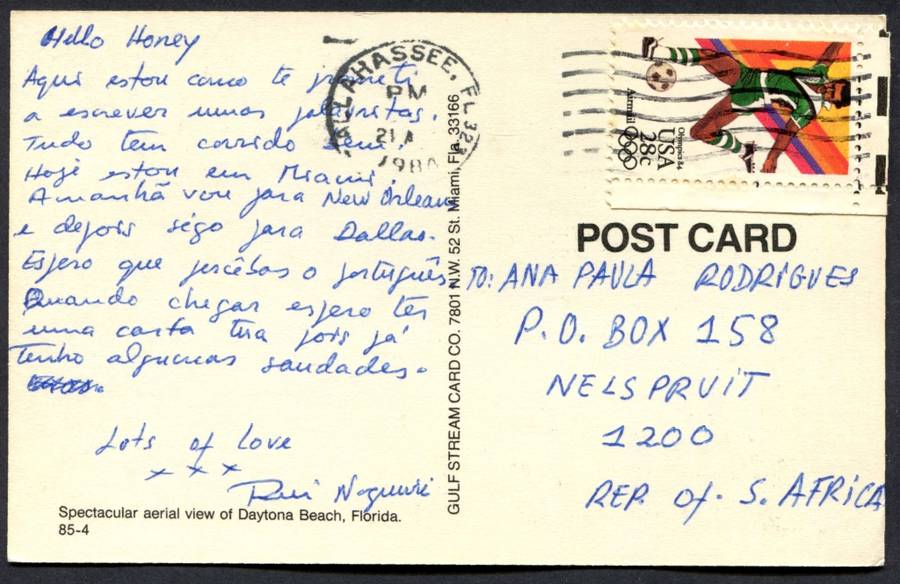 Hello Honey
Aqui estou como te prometi
a escrever umas palavritas.
Tudo tem corrido bem.
Hoje estou em Miami.
Amanhã vou para New Orleans
e depois sigo para Dallas.
Espero que percêbas o português
Quando chegar espero ter
uma carta tua pois já
tenho algumas saudades.
Lots of Love
x x x
Rui Nogueira
Spectacular aerial view of Daytona Beach, Florida.
85-4
GULF STREAM CARD CO. 7801 N.W. 52 St. Miami, Fla. 33166
TALLAHASSEE, FL 323
PM
21
198
Airmail
Olympics 84
USA
28c
POST CARD
TO: ANA PAULA RODRIGUES
P.O. BOX 158
NELSPRUIT
1200
REP. of. S. AFRICA